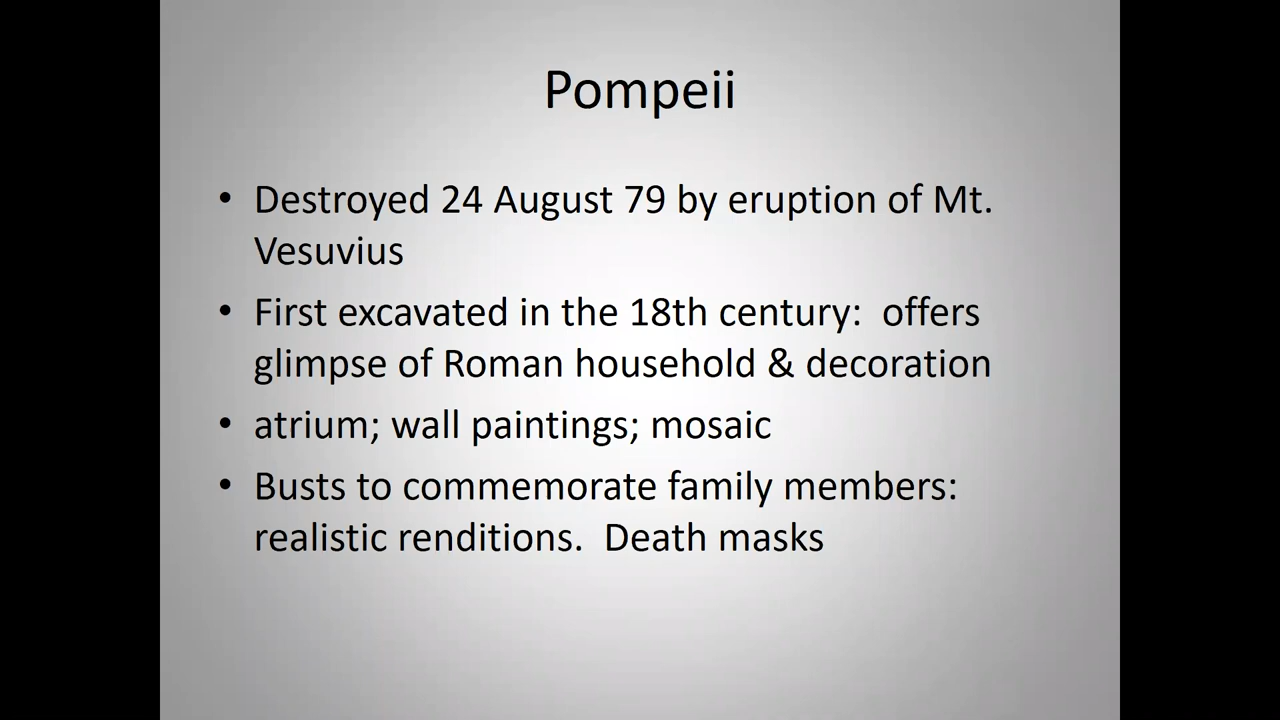 Pompeii
• Destroyed 24 August 79 by eruption of Mt.
Vesuvius
• First excavated in the 18th century:  offers
glimpse of Roman household & decoration
• atrium; wall paintings; mosaic
• Busts to commemorate family members:
realistic renditions.  Death masks